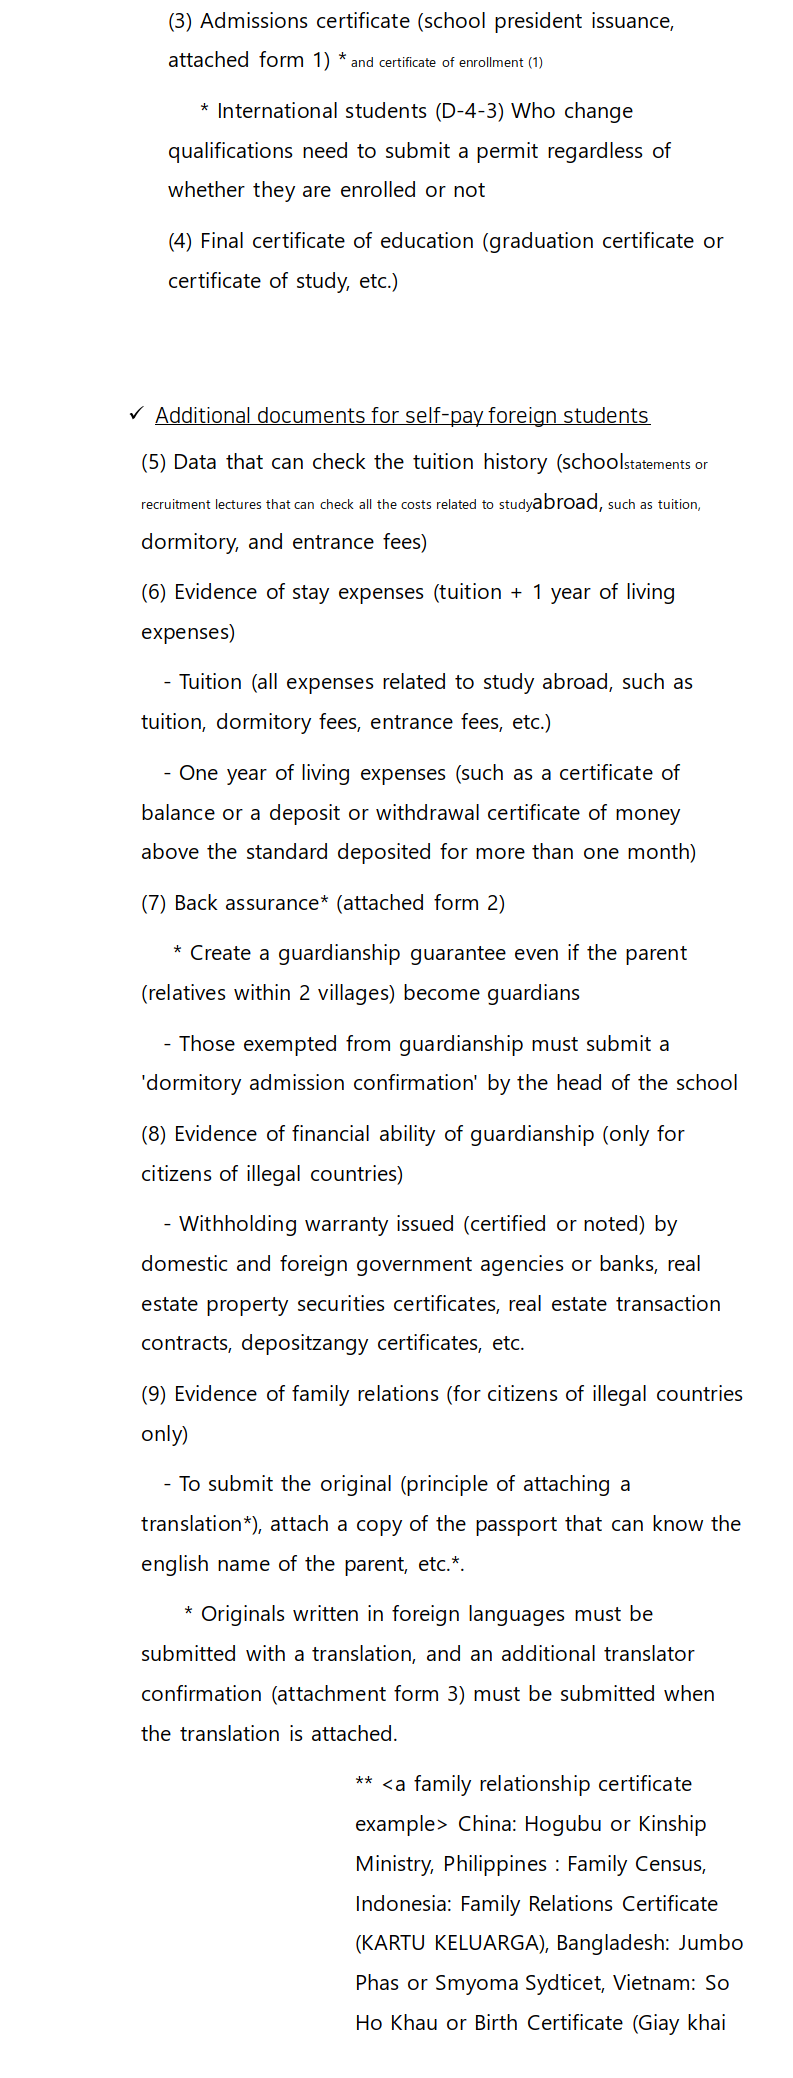 (3) Admissions certificate (school president issuance,
attached form 1) * and certificate of enrollment (1)
* International students (D-4-3) Who change
qualifications need to submit a permit regardless of
whether they are enrolled or not
(4) Final certificate of education (graduation certificate or
certificate of study, etc.)
✓ Additional documents for self-pay foreign students
(5) Data that can check the tuition history (schoolstatements or
recruitment lectures that can check all the costs related to studyabroad, such as tuition,
dormitory, and entrance fees)
(6) Evidence of stay expenses (tuition + 1 year of living
expenses)
- Tuition (all expenses related to study abroad, such as
tuition, dormitory fees, entrance fees, etc.)
- One year of living expenses (such as a certificate of
balance or a deposit or withdrawal certificate of money
above the standard deposited for more than one month)
(7) Back assurance* (attached form 2)
* Create a guardianship guarantee even if the parent
(relatives within 2 villages) become guardians
- Those exempted from guardianship must submit a
'dormitory admission confirmation' by the head of the school
(8) Evidence of financial ability of guardianship (only for
citizens of illegal countries)
- Withholding warranty issued (certified or noted) by
domestic and foreign government agencies or banks, real
estate property securities certificates, real estate transaction
contracts, depositzangy certificates, etc.
(9) Evidence of family relations (for citizens of illegal countries
only)
- To submit the original (principle of attaching a
translation*), attach a copy of the passport that can know the
english name of the parent, etc.*.
* Originals written in foreign languages must be
submitted with a translation, and an additional translator
confirmation (attachment form 3) must be submitted when
the translation is attached.
** <a family relationship certificate
example> China: Hogubu or Kinship
Ministry, Philippines : Family Census,
Indonesia: Family Relations Certificate
(KARTU KELUARGA), Bangladesh: Jumbo
Phas or Smyoma Sydticet, Vietnam: So
Ho Khau or Birth Certificate (Giay khai